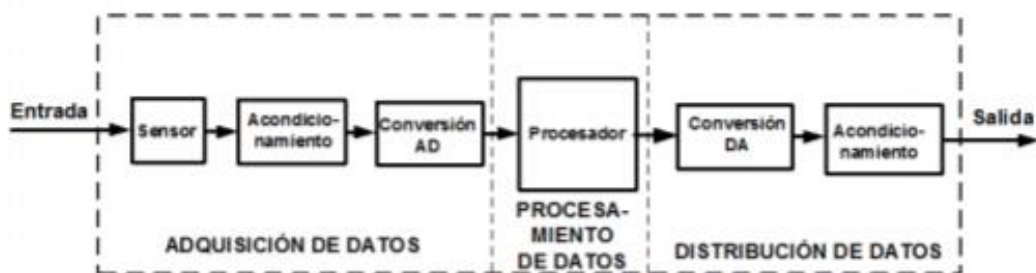 Entrada
Sensor
Acondicio-
namiento
Conversión
AD
Procesador
Conversión
DA
Acondicio-
namiento
Salida
ADQUISICIÓN DE DATOS
PROCESA-
MIENTO
DE DATOS
DISTRIBUCIÓN DE DATOS